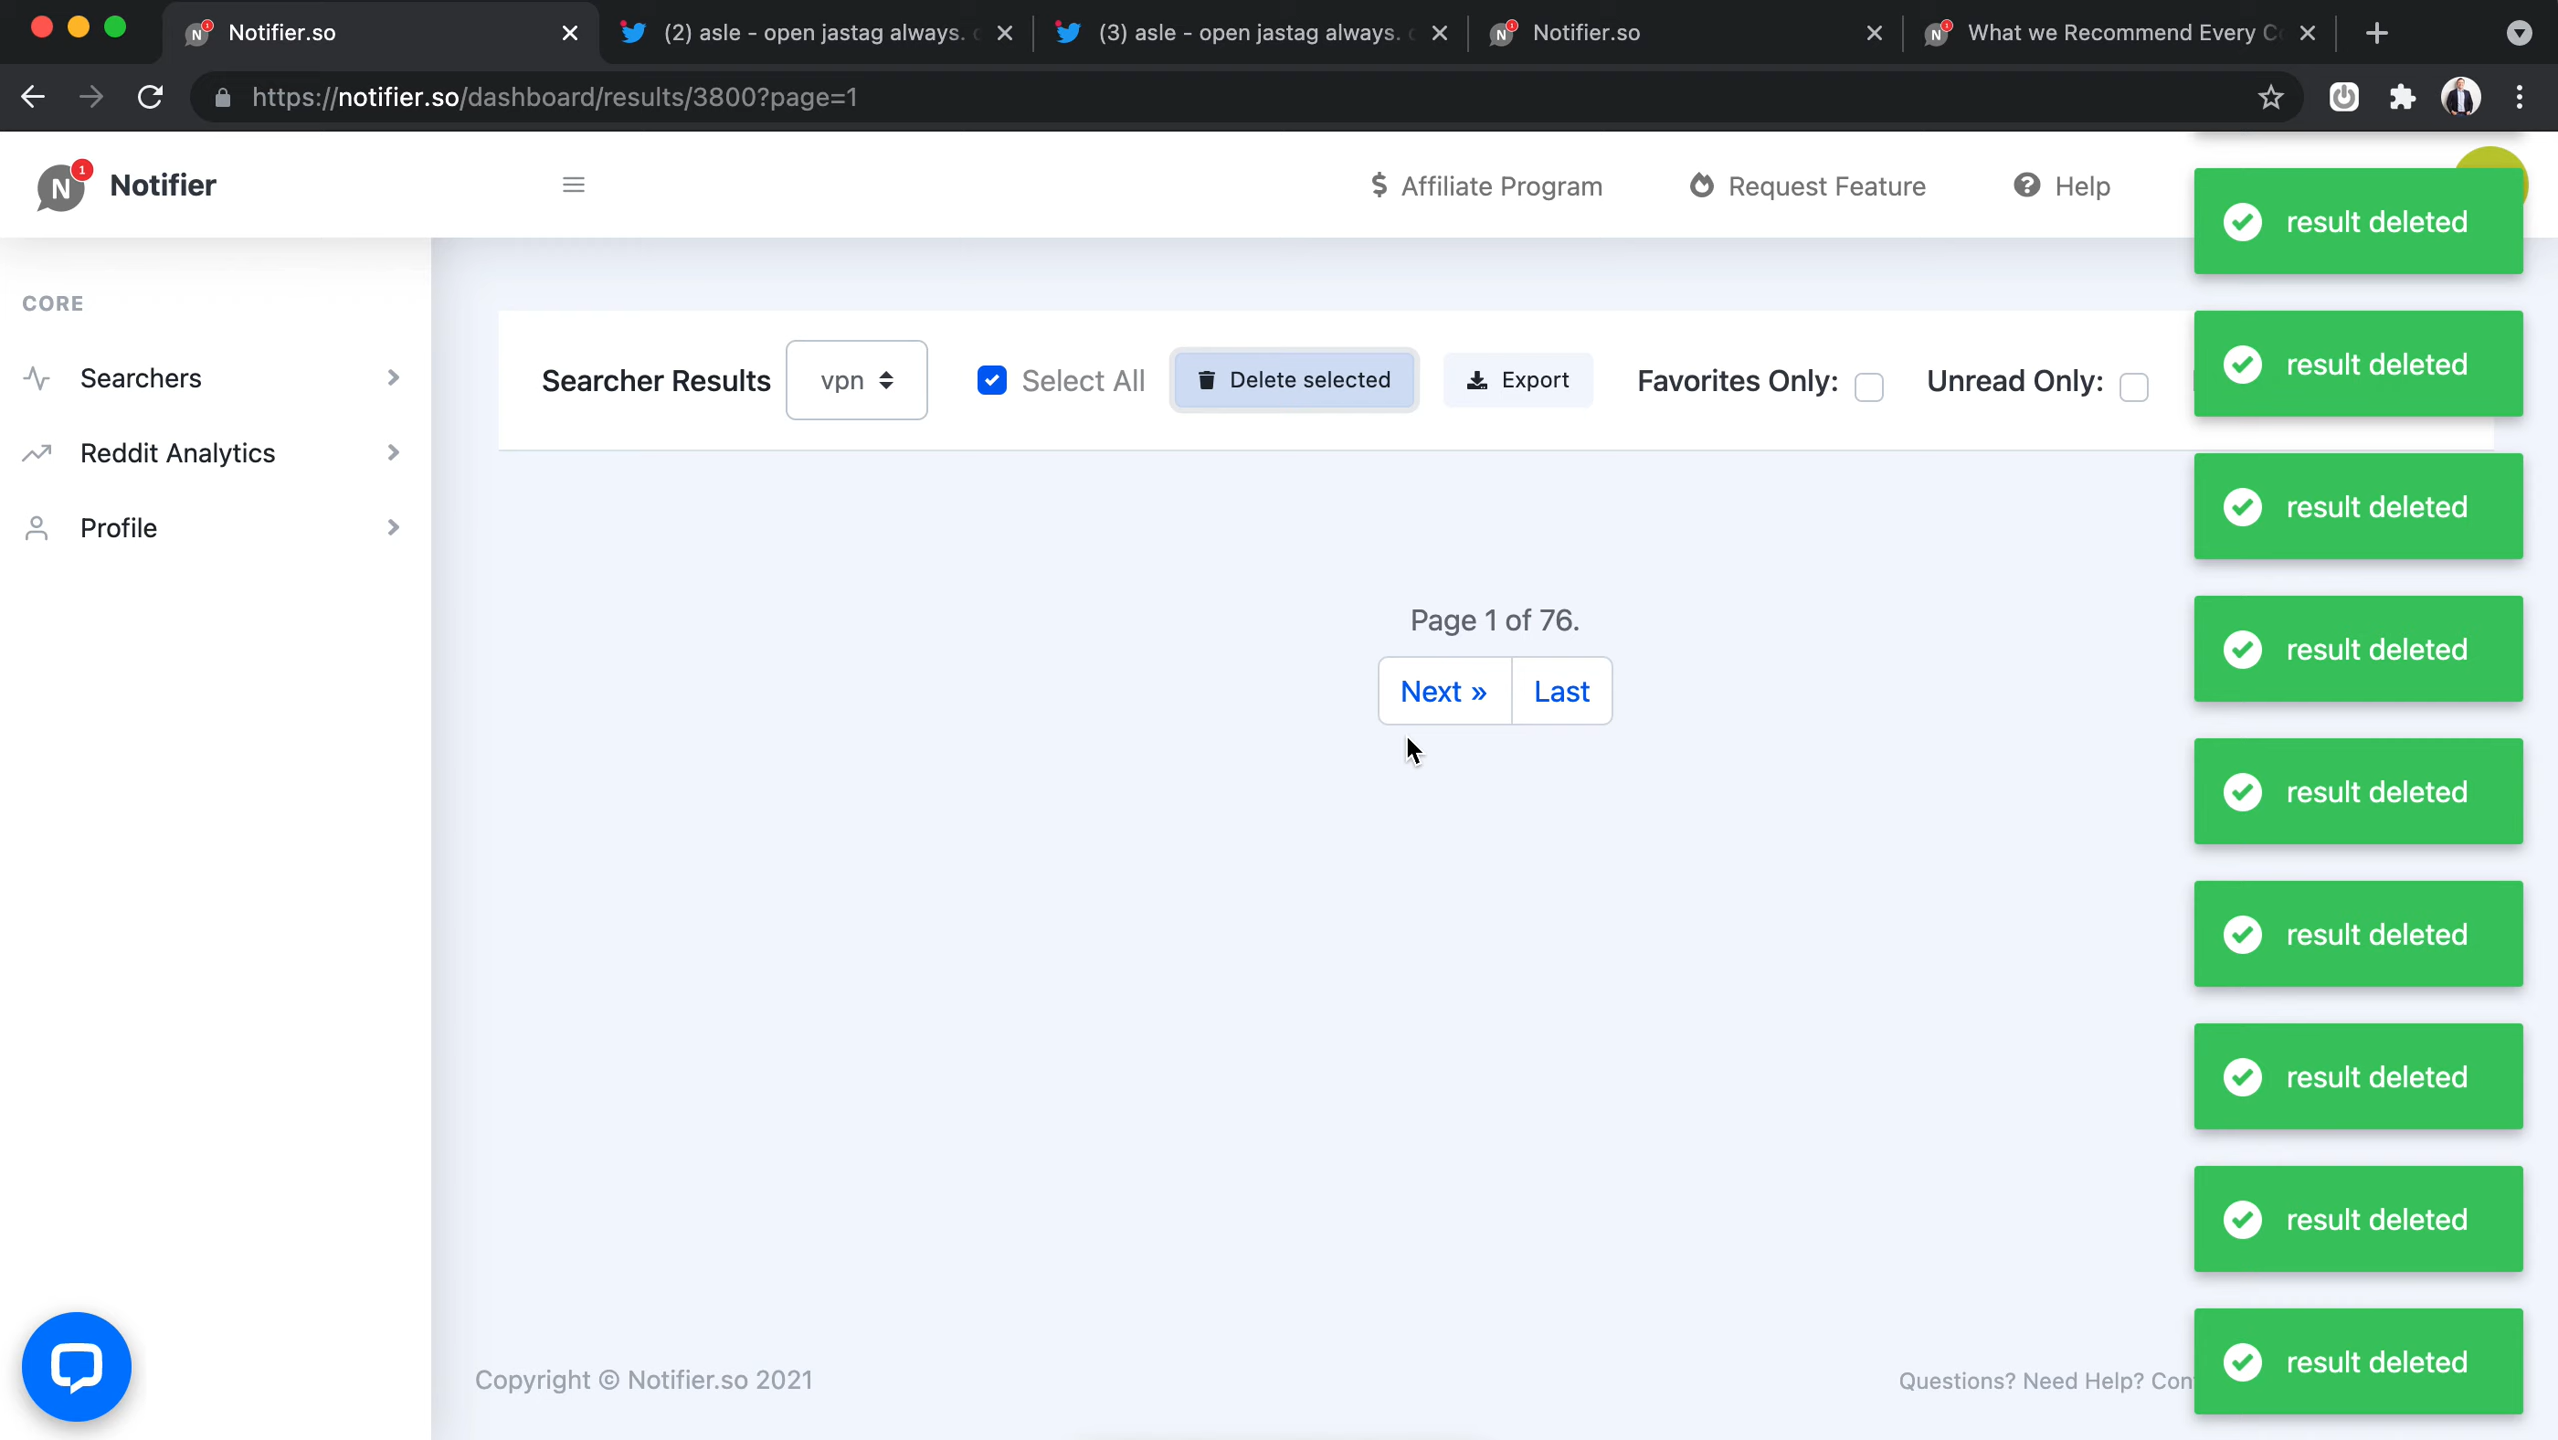 Notifier.so
(2) asle - open jastag always.
(3) asle - open jastag always.
Notifier.so
What we Recommend Every
https://notifier.so/dashboard/results/3800?page=1
N 1 Notifier
Affiliate Program
Request Feature
Help
CORE
Searchers
Reddit Analytics
Profile
Searcher Results
vpn
Select All
Delete selected
Export
Favorites Only:
Unread Only:
result deleted
result deleted
result deleted
result deleted
result deleted
result deleted
result deleted
result deleted
result deleted
Page 1 of 76.
Next »
Last
Copyright © Notifier.so 2021
Questions? Need Help?